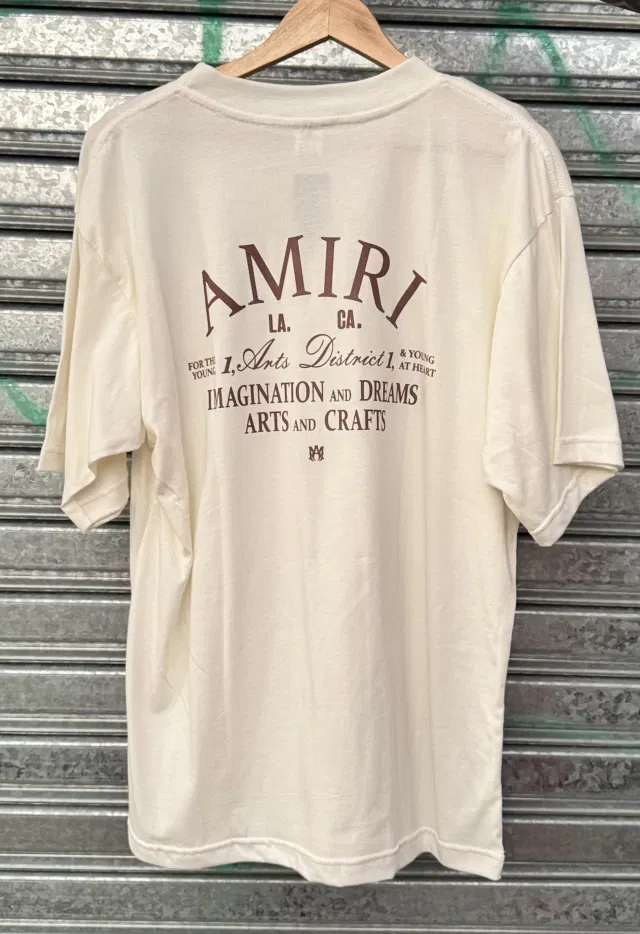 AMIRI
LA. CA.
FOR THE YOUNG 1, Arts District 1, & YOUNG AT HEART
IMAGINATION AND DREAMS
ARTS AND CRAFTS
MA